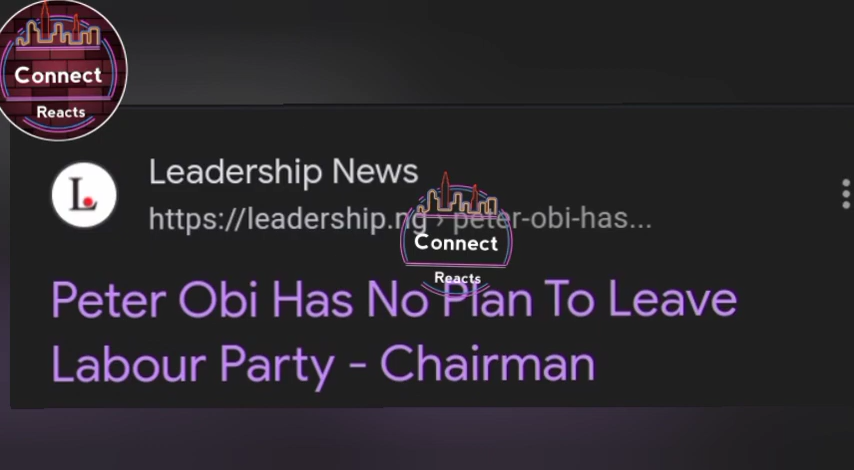 Connect
Reacts
Leadership News
https://leadership.ng › peter-obi-has...
Connect
Reacts
Peter Obi Has No Plan To Leave
Labour Party - Chairman